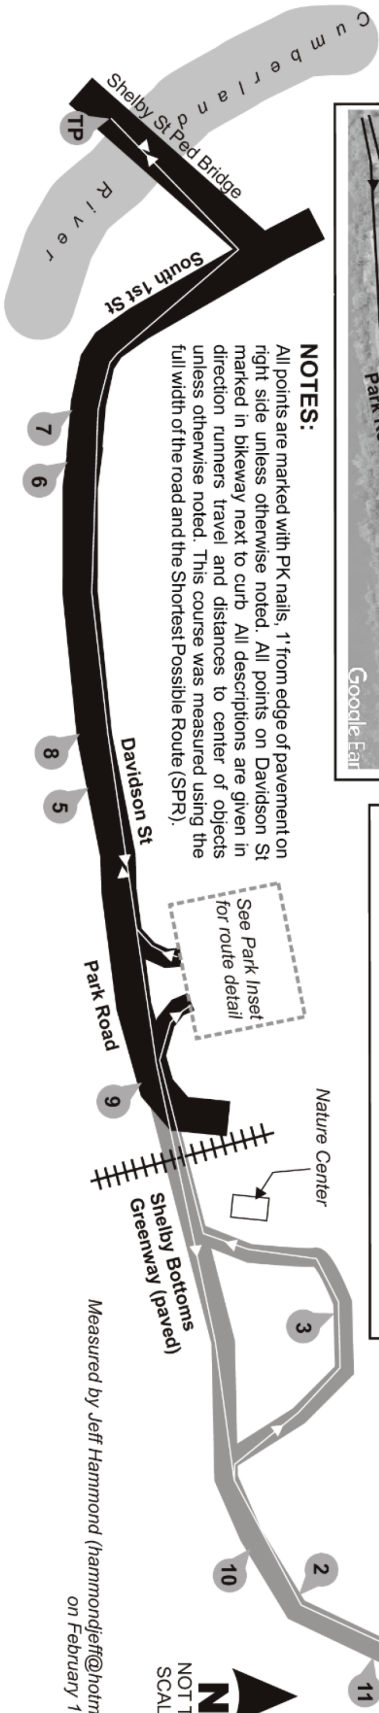 Cumberland
River
Shelby St Ped Bridge
TP
South 1st St
7
6
8
5
Davidson St
Park Road
9
NOTES:
All points are marked with PK nails, 1' from edge of pavement on
right side unless otherwise noted. All points on Davidson St
marked in bikeway next to curb All descriptions are given in
direction runners travel and distances to center of objects
unless otherwise noted. This course was measured using the
full width of the road and the Shortest Possible Route (SPR).
See Park Inset
for route detail
Nature Center
Shelby Bottoms
Greenway (paved)
3
10
2
11
Measured by Jeff Hammond (hammondjeff@hotm
on February 1
N
NOT T
SCAL
Park R
Google Ear